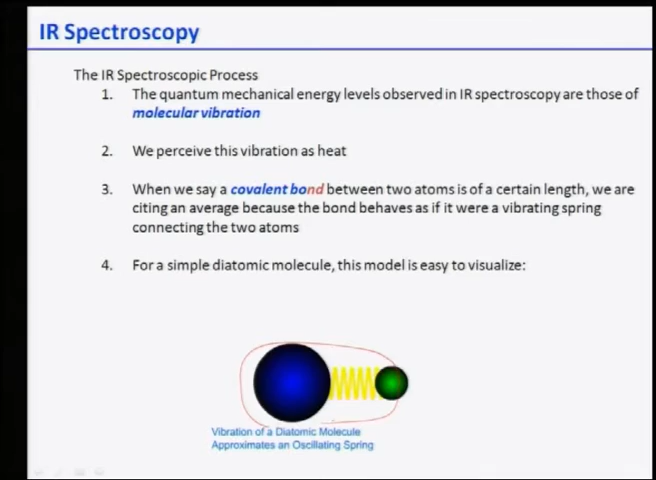 IR Spectroscopy
The IR Spectroscopic Process
1. The quantum mechanical energy levels observed in IR spectroscopy are those of
molecular vibration
2. We perceive this vibration as heat
3. When we say a covalent bond between two atoms is of a certain length, we are
citing an average because the bond behaves as if it were a vibrating spring
connecting the two atoms
4. For a simple diatomic molecule, this model is easy to visualize:
Vibration of a Diatomic Molecule
Approximates an Oscillating Spring